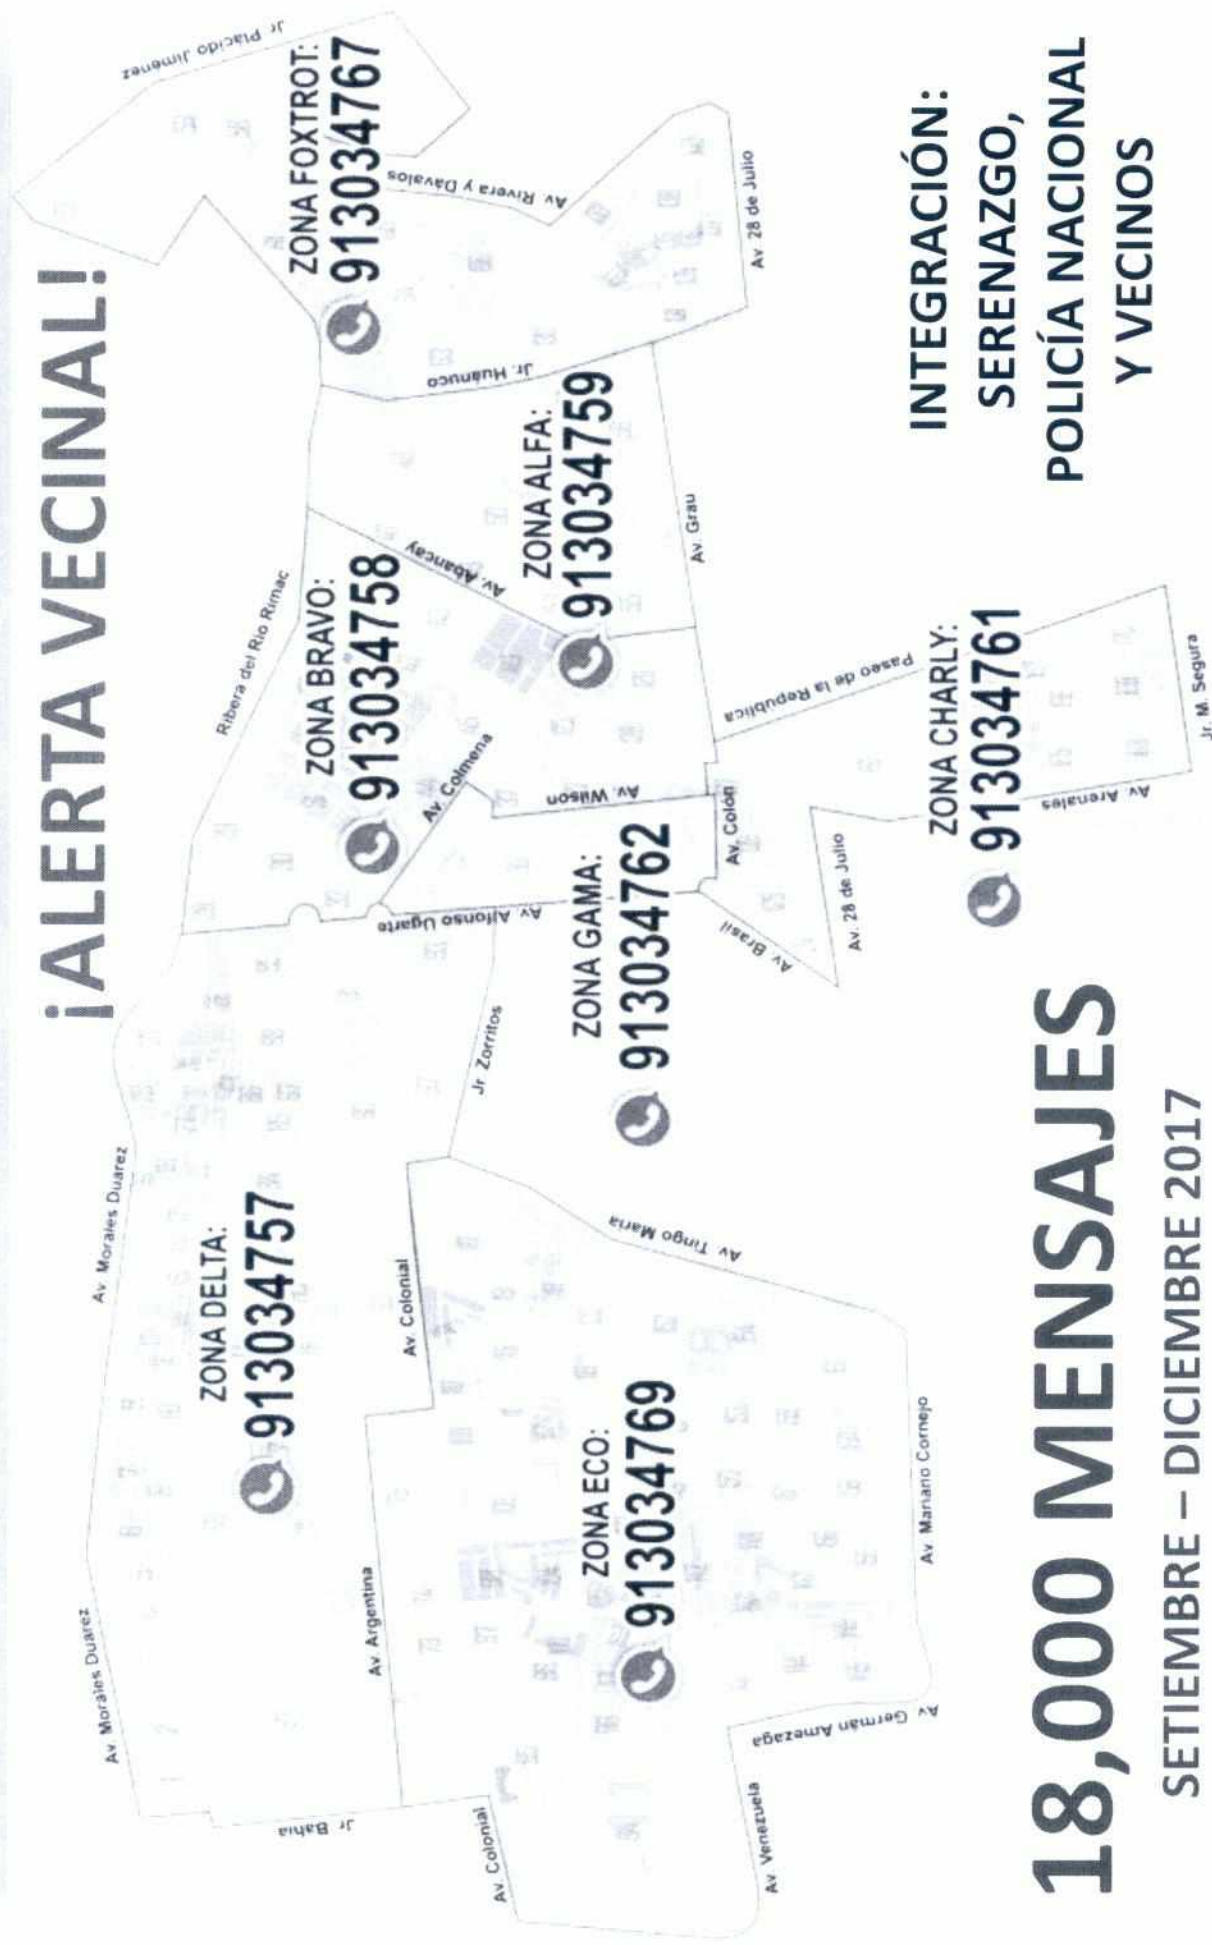 ¡ALERTA VECINAL!
Av. Morales Duarez
Av. Morales Duarez
Ribera del Rio Rimac
Jr Placido Jiménez
ZONA FOXTROT:
913034767
ZONA DELTA:
913034757
ZONA BRAVO:
913034758
Jr Bahia
Av. Argentina
Av. Colonial
Av. Alfonso Ugarte
Av. Colmena
Av. Abancay
Jr. Huánuco
Av. Rivera y Dávalos
Av. Colonial
Jr. Zorritos
ZONA ALFA:
913034759
ZONA ECO:
913034769
ZONA GAMA:
913034762
Av. Wilson
Av. Tingo Maria
Av. Grau
Av. 28 de Julio
Av. Brasil
Av. Colón
Paseo de la Republica
Av. Venezuela
Av Germán Amezaga
Av. Mariano Cornejo
Av. 28 de Julio
ZONA CHARLY:
913034761
Av. Arenales
Jr. M. Segura
INTEGRACIÓN:
SERENAZGO,
POLICÍA NACIONAL
Y VECINOS
18,000 MENSAJES
SETIEMBRE – DICIEMBRE 2017